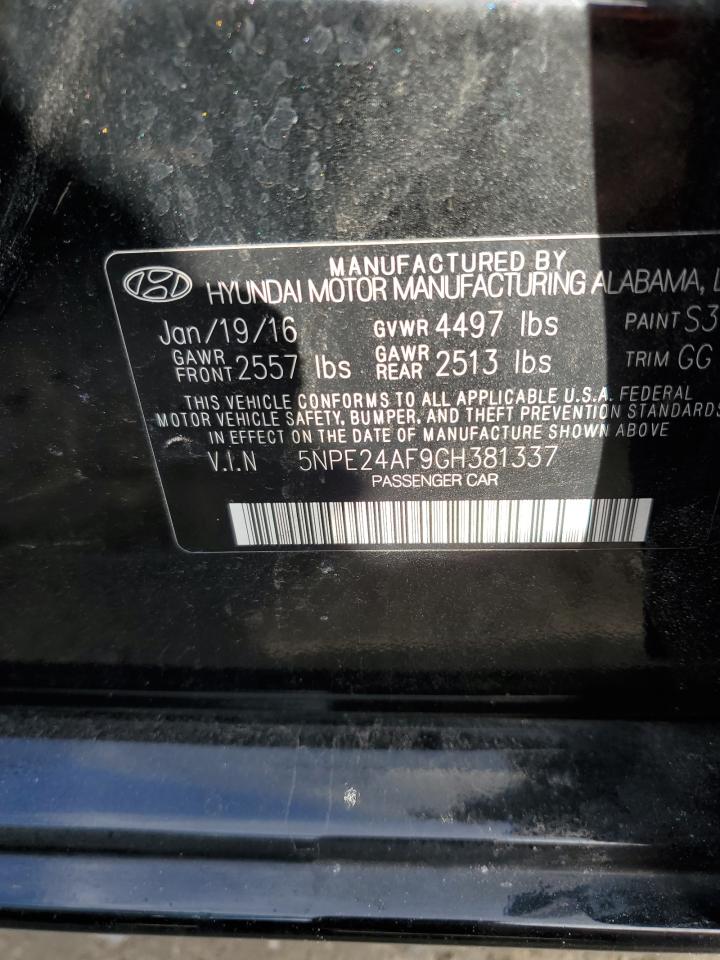 MANUFACTURED BY
HYUNDAI MOTOR MANUFACTURING ALABAMA,
Jan/19/16 GVWR 4497 lbs PAINT S3
GAWR FRONT 2557 lbs GAWR REAR 2513 lbs TRIM GG
THIS VEHICLE CONFORMS TO ALL APPLICABLE U.S.A. FEDERAL
MOTOR VEHICLE SAFETY, BUMPER, AND THEFT PREVENTION STANDARDS
IN EFFECT ON THE DATE OF MANUFACTURE SHOWN ABOVE
V.I.N 5NPE24AF9GH381337
PASSENGER CAR